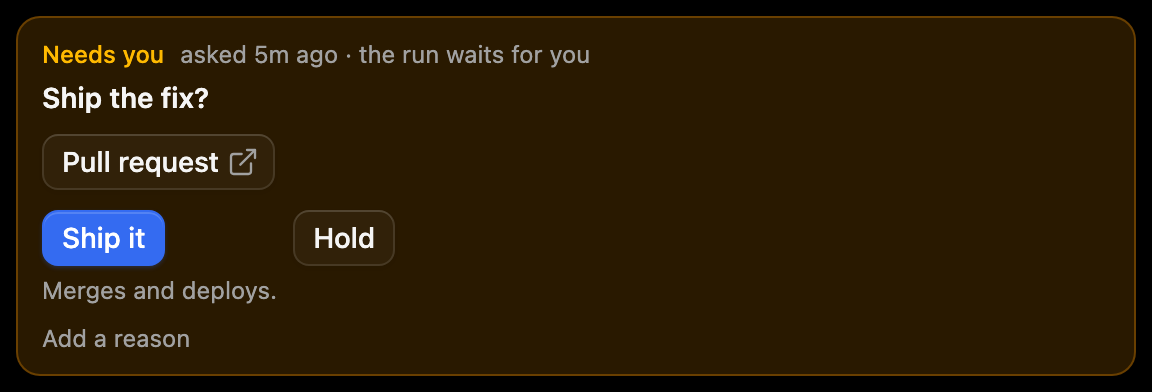 Needs you asked 5m ago · the run waits for you
Ship the fix?
Pull request
Ship it Hold
Merges and deploys.
Add a reason